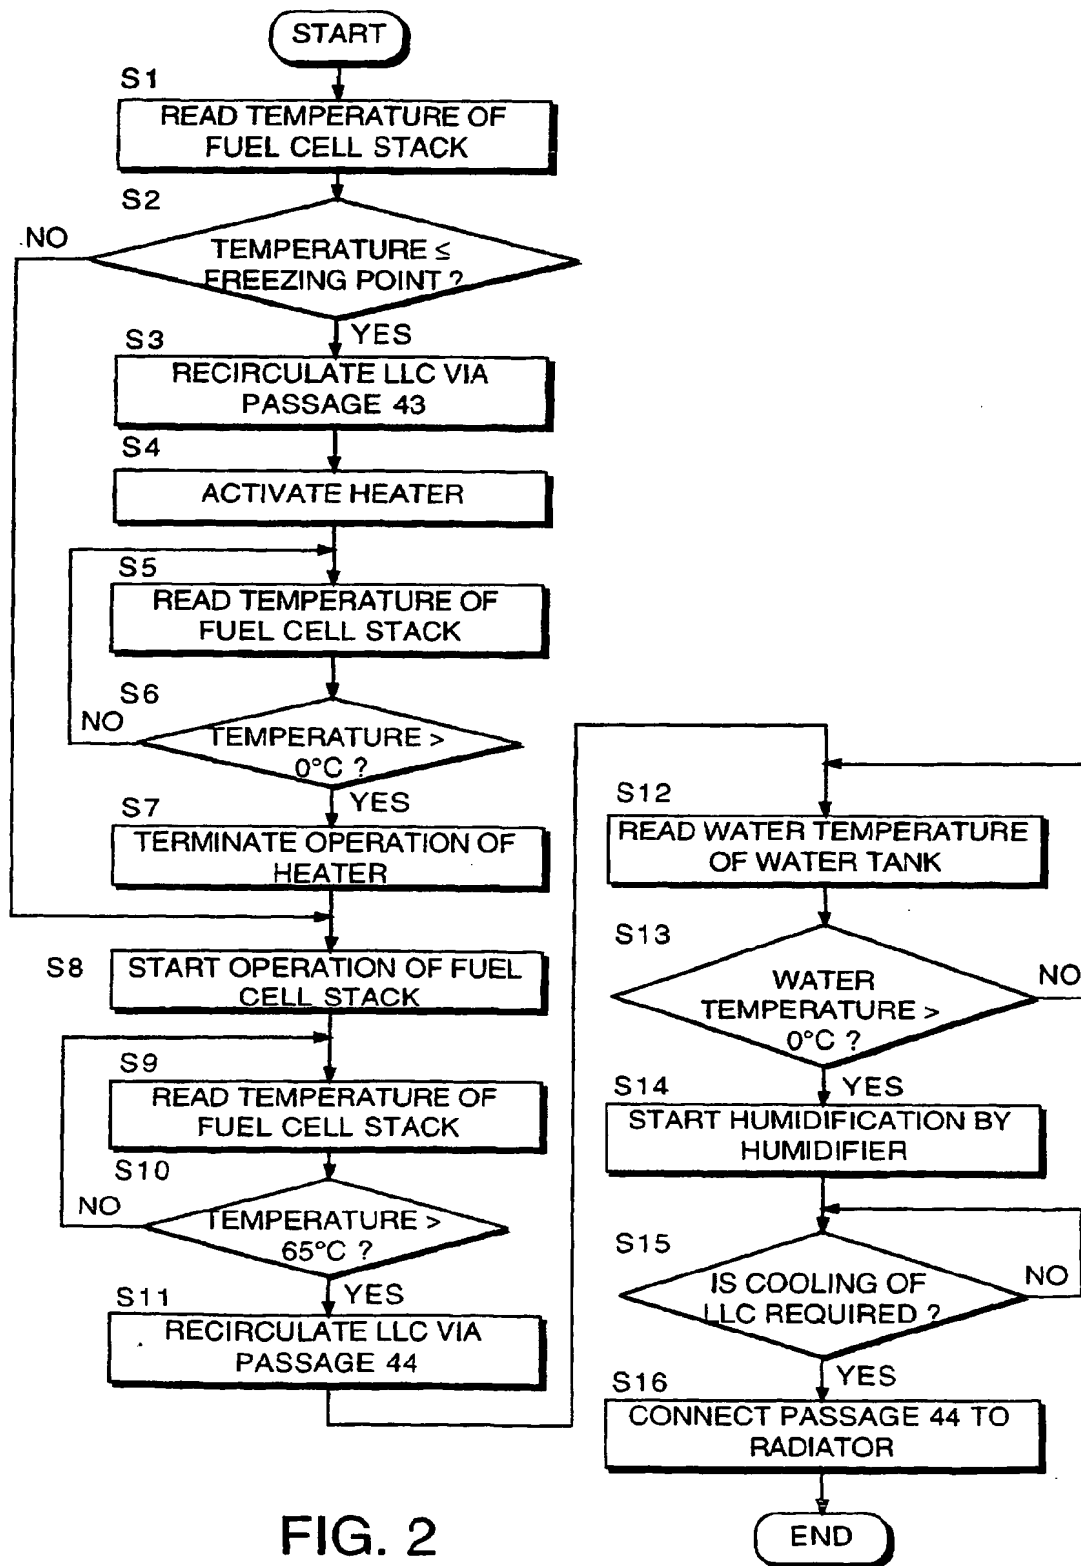 START
S1
READ TEMPERATURE OF
FUEL CELL STACK
S2
NO
TEMPERATURE ≤
FREEZING POINT ?
YES
S3
RECIRCULATE LLC VIA
PASSAGE 43
S4
ACTIVATE HEATER
S5
READ TEMPERATURE OF
FUEL CELL STACK
S6
NO
TEMPERATURE >
0°C ?
YES
S7
TERMINATE OPERATION OF
HEATER
S8
START OPERATION OF FUEL
CELL STACK
S9
READ TEMPERATURE OF
FUEL CELL STACK
S10
NO
TEMPERATURE >
65°C ?
YES
S11
RECIRCULATE LLC VIA
PASSAGE 44
S12
READ WATER TEMPERATURE
OF WATER TANK
S13
WATER
TEMPERATURE >
0°C ?
NO
YES
S14
START HUMIDIFICATION BY
HUMIDIFIER
S15
IS COOLING OF
LLC REQUIRED ?
NO
YES
S16
CONNECT PASSAGE 44 TO
RADIATOR
END
FIG. 2